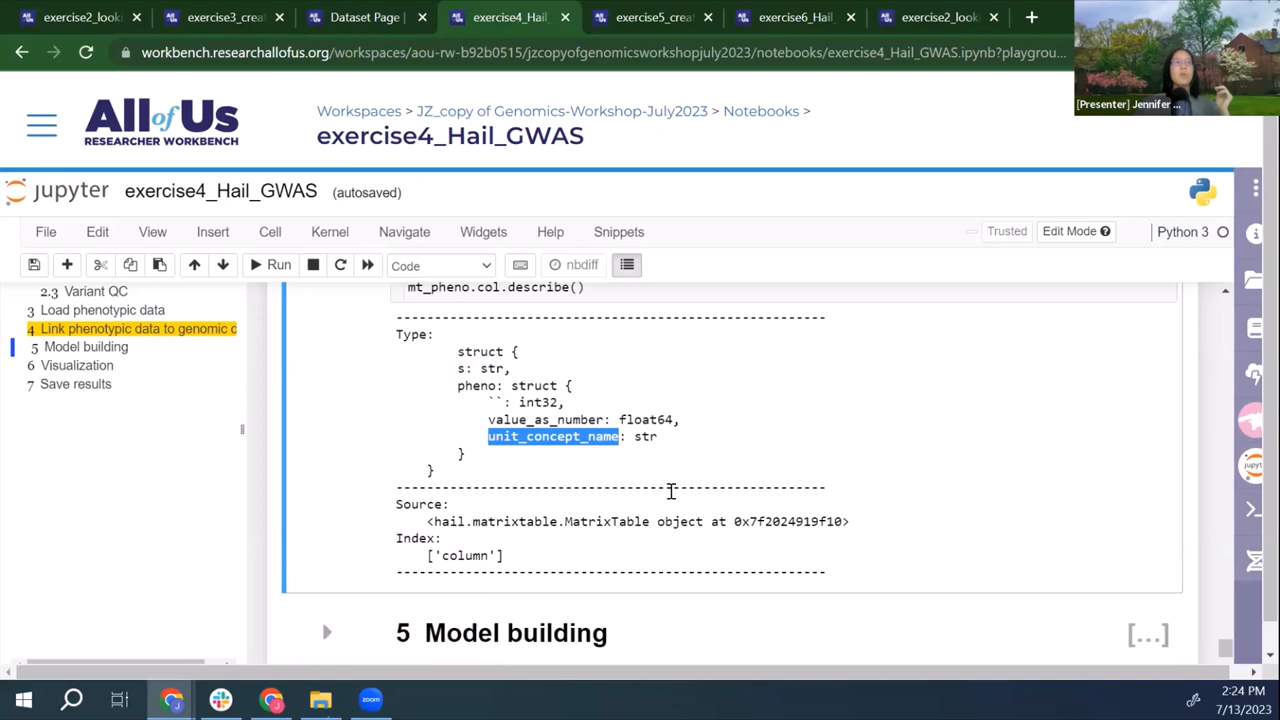 exercise2_look
exercise3_crea
Dataset Page |
exercise4_Hail_
exercise5_crea
exercise6_Hail_
exercise2_look
workbench.researchallofus.org/workspaces/aou-rw-b92b0515/jzcopyofgenomicsworkshopjuly2023/notebooks/exercise4_Hail_GWAS.ipynb?playgrou...
[Presenter] Jennifer ...
All of Us
RESEARCHER WORKBENCH
Workspaces > JZ_copy of Genomics-Workshop-July2023 > Notebooks >
exercise4_Hail_GWAS
jupyter exercise4_Hail_GWAS (autosaved)
File Edit View Insert Cell Kernel Navigate Widgets Help Snippets Trusted Edit Mode Python 3
Run Code nbdiff
2.3 Variant QC
3 Load phenotypic data
4 Link phenotypic data to genomic d
5 Model building
6 Visualization
7 Save results
mt_pheno.col.describe()
--------------------------------------------------------
Type:
struct {
s: str,
pheno: struct {
``: int32,
value_as_number: float64,
unit_concept_name: str
}
}
--------------------------------------------------------
Source:
<hail.matrixtable.MatrixTable object at 0x7f2024919f10>
Index:
['column']
--------------------------------------------------------
5 Model building
[...]
zoom
2:24 PM
7/13/2023